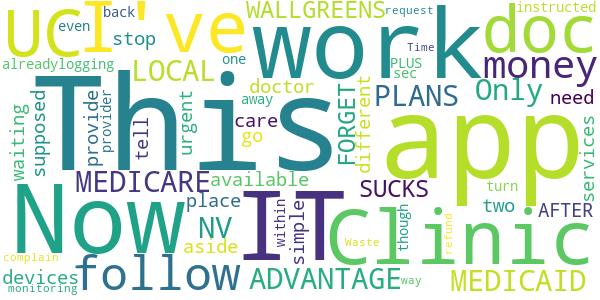 back
request
even
UC
I've
WALLGREENS
instructed
stop
work
doc
alreadylogging
one
Time
LOCAL
PLUS
money
doctor
sec
waiting
supposed
provide
provider
tell
urgent
away
FORGET
different
PLANS
Only
need
care
go
This
app
services
MEDICARE
available
SUCKS
turn
two
Now
place
NV
IT
within
simple
Clinic
AFTER
aside
though
Waste
refund
complain
devices
follow
ADVANTAGE
way
MEDICAID
monitoring